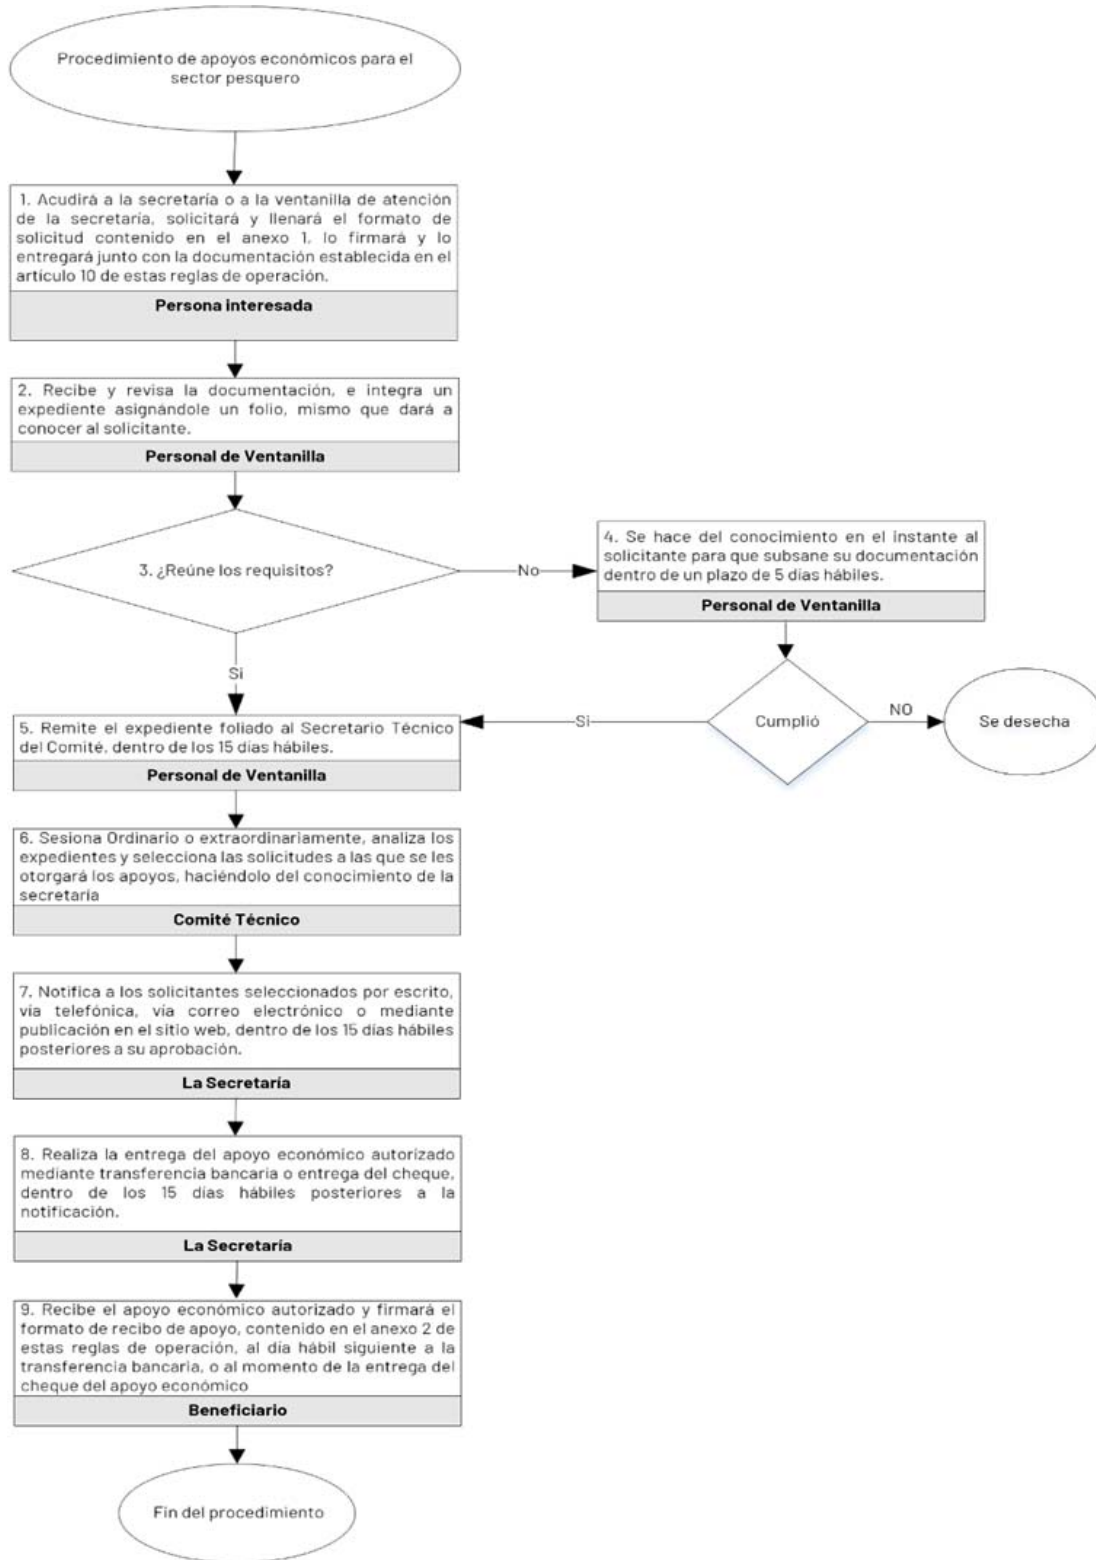 Procedimiento de apoyos económicos para el
sector pesquero
1. Acudirá a la secretaría o a la ventanilla de atención
de la secretaría, solicitará y llenará el formato de
solicitud contenido en el anexo 1, lo firmará y lo
entregará junto con la documentación establecida en el
artículo 10 de estas reglas de operación.
Persona interesada
2. Recibe y revisa la documentación, e integra un
expediente asignándole un folio, mismo que dará a
conocer al solicitante.
Personal de Ventanilla
3. ¿Reúne los requisitos?
No
4. Se hace del conocimiento en el instante al
solicitante para que subsane su documentación
dentro de un plazo de 5 días hábiles.
Personal de Ventanilla
Si
Cumplió
NO
Se desecha
Si
5. Remite el expediente foliado al Secretario Técnico
del Comité, dentro de los 15 días hábiles.
Personal de Ventanilla
6. Sesiona Ordinario o extraordinariamente, analiza los
expedientes y selecciona las solicitudes a las que se les
otorgará los apoyos, haciéndolo del conocimiento de la
secretaría
Comité Técnico
7. Notifica a los solicitantes seleccionados por escrito,
vía telefónica, vía correo electrónico o mediante
publicación en el sitio web, dentro de los 15 días hábiles
posteriores a su aprobación.
La Secretaría
8. Realiza la entrega del apoyo económico autorizado
mediante transferencia bancaria o entrega del cheque,
dentro de los 15 días hábiles posteriores a la
notificación.
La Secretaría
9. Recibe el apoyo económico autorizado y firmará el
formato de recibo de apoyo, contenido en el anexo 2 de
estas reglas de operación, al día hábil siguiente a la
transferencia bancaria, o al momento de la entrega del
cheque del apoyo económico
Beneficiario
Fin del procedimiento